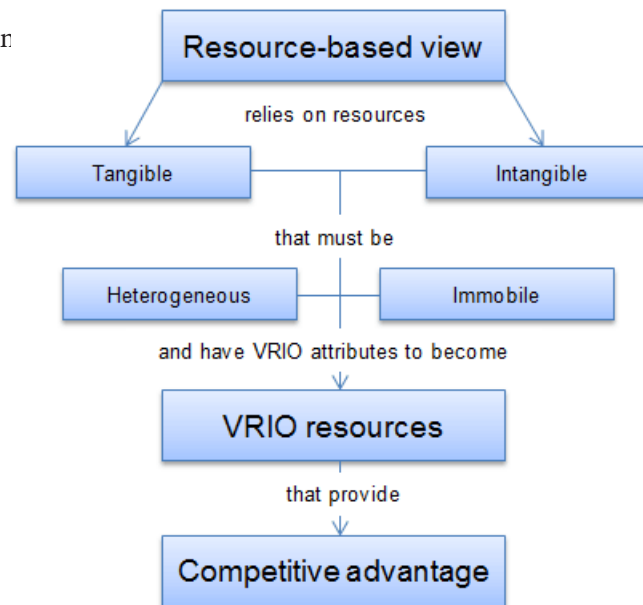 Resource-based view
relies on resources
Tangible Intangible
that must be
Heterogeneous Immobile
and have VRIO attributes to become
VRIO resources
that provide
Competitive advantage